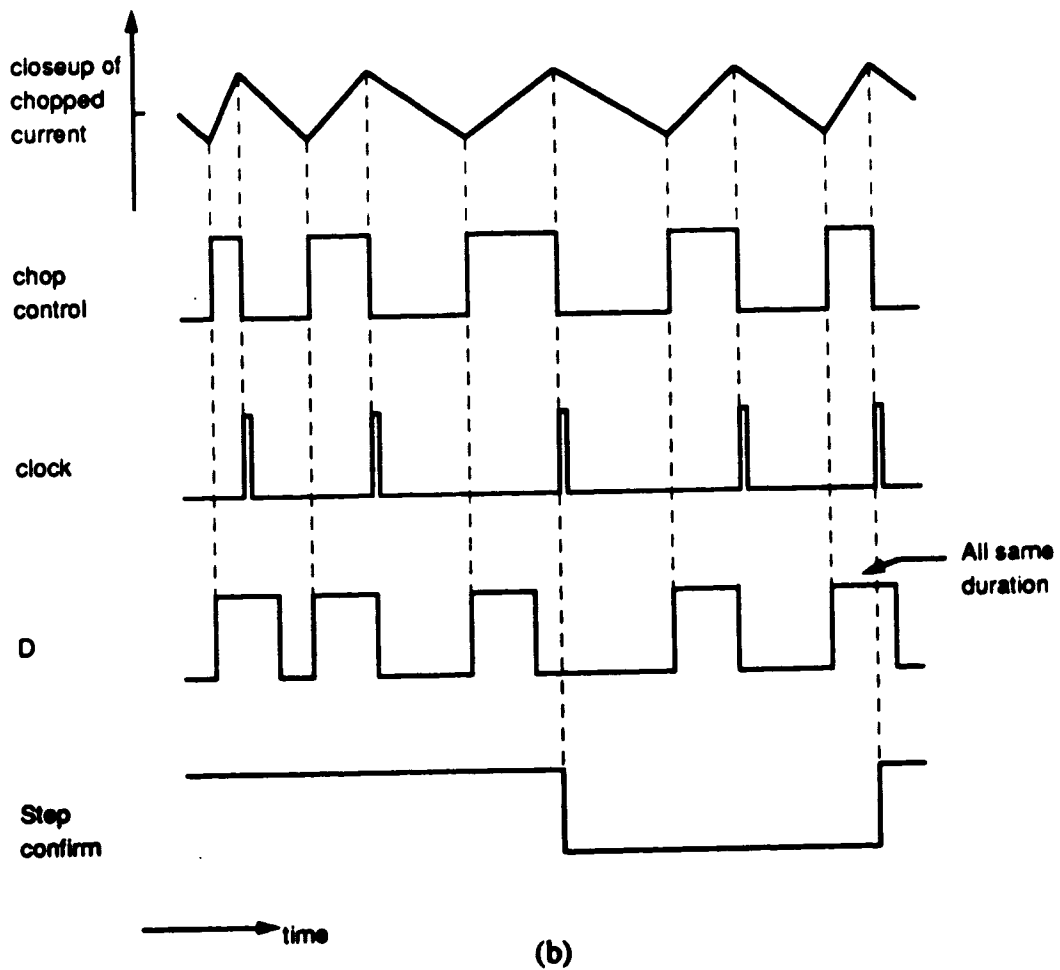 closeup of
chopped
current
chop
control
clock
All same
duration
D
Step
confirm
time
(b)